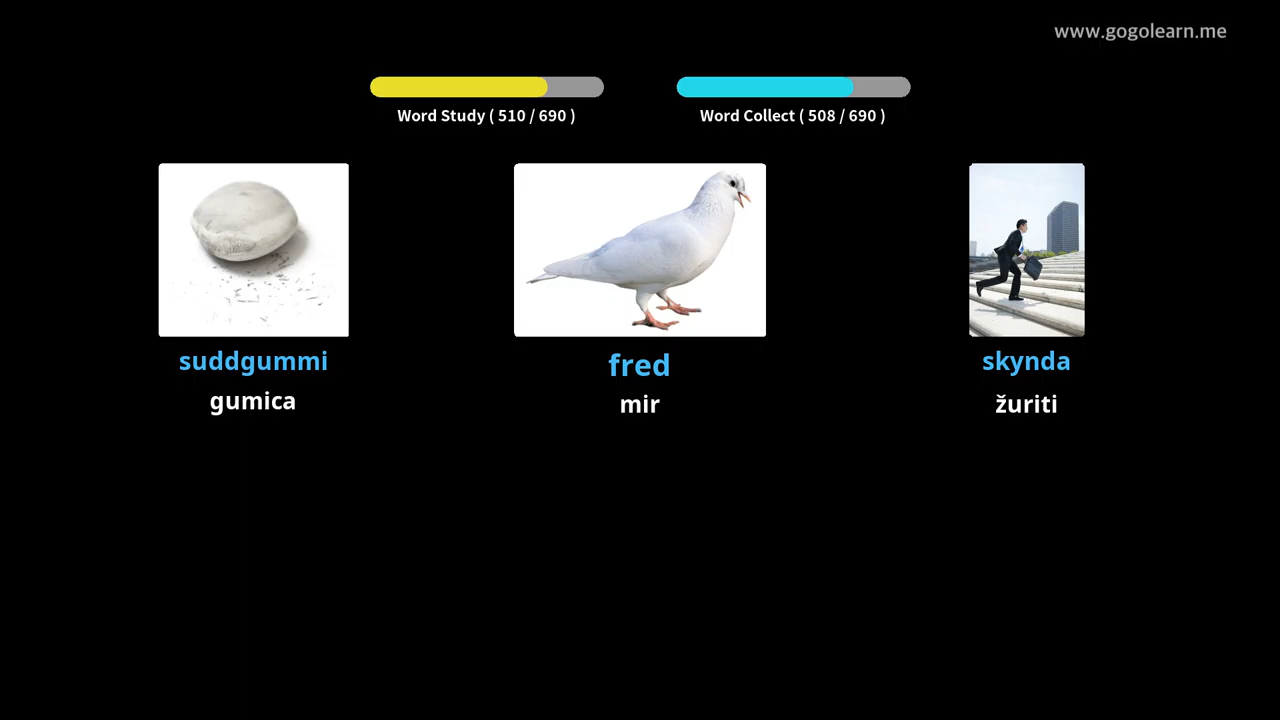 www.gogolearn.me
Word Study ( 510 / 690 )
Word Collect ( 508 / 690 )
suddgummi
gumica
fred
mir
skynda
žuriti